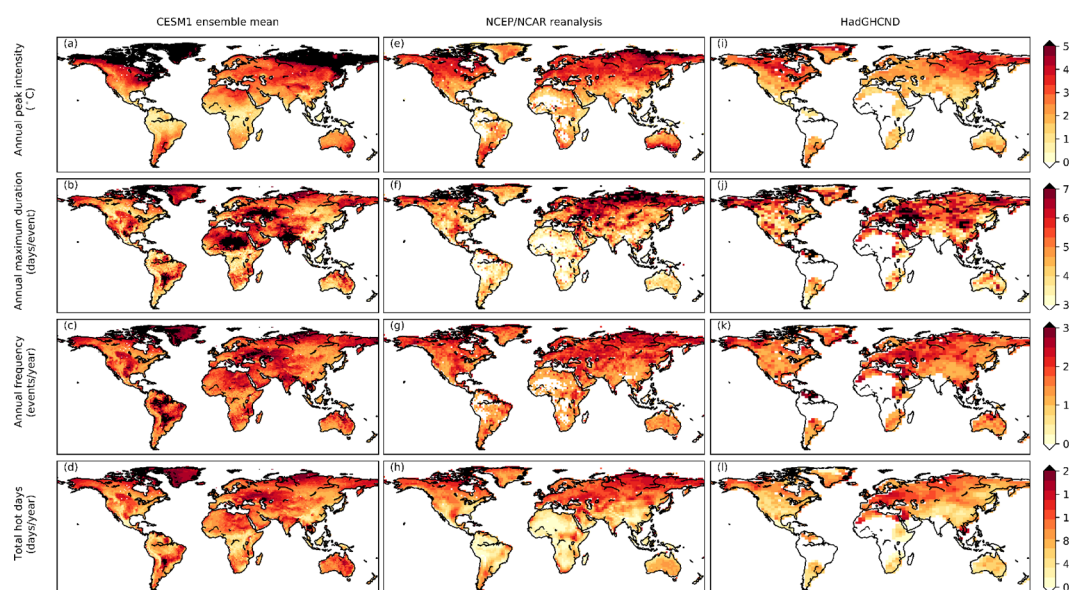 CESM1 ensemble mean
NCEP/NCAR reanalysis
HadGHCND
Annual peak intensity
(°C)
(a)
(e)
(i)
5
4
3
2
1
0
Annual maximum duration
(days/event)
(b)
(f)
(j)
7
6
5
4
3
Annual frequency
(events/year)
(c)
(g)
(k)
3
2
1
0
Total hot days
(days/year)
(d)
(h)
(l)
2
1
1
8
4
0